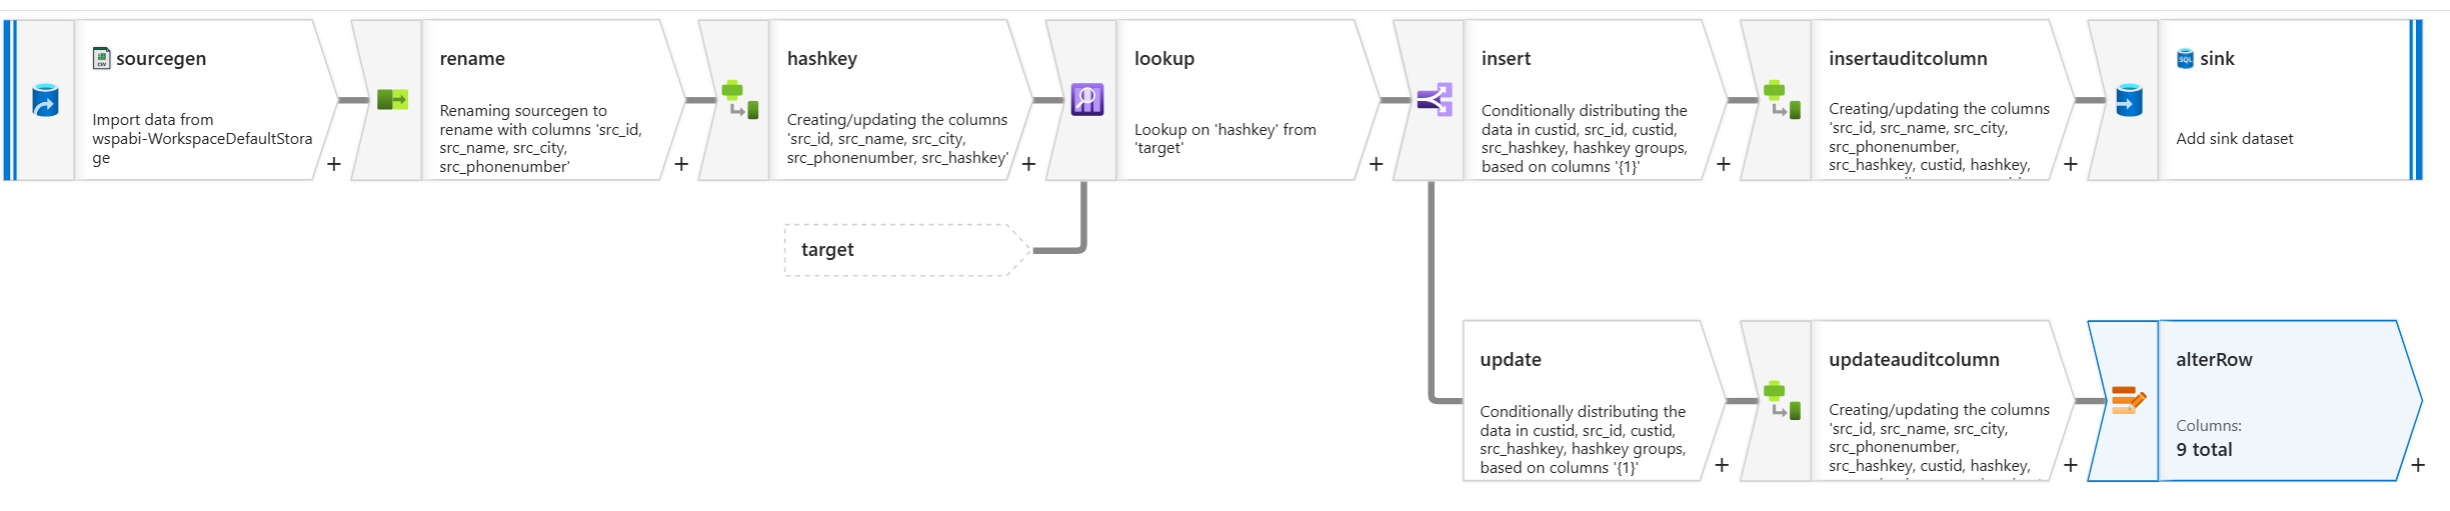 sourcegen
Import data from
wspabi-WorkspaceDefaultStora
ge
+
rename
Renaming sourcegen to
rename with columns 'src_id,
src_name, src_city,
src_phonenumber'
+
hashkey
Creating/updating the columns
'src_id, src_name, src_city,
src_phonenumber, src_hashkey'
+
lookup
Lookup on 'hashkey' from
'target'
+
insert
Conditionally distributing the
data in custid, src_id, custid,
src_hashkey, hashkey groups,
based on columns '{1}'
+
insertauditcolumn
Creating/updating the columns
'src_id, src_name, src_city,
src_phonenumber,
src_hashkey, custid, hashkey,
+
SQL sink
Add sink dataset
target
update
Conditionally distributing the
data in custid, src_id, custid,
src_hashkey, hashkey groups,
based on columns '{1}'
+
updateauditcolumn
Creating/updating the columns
'src_id, src_name, src_city,
src_phonenumber,
src_hashkey, custid, hashkey,
+
alterRow
Columns:
9 total
+